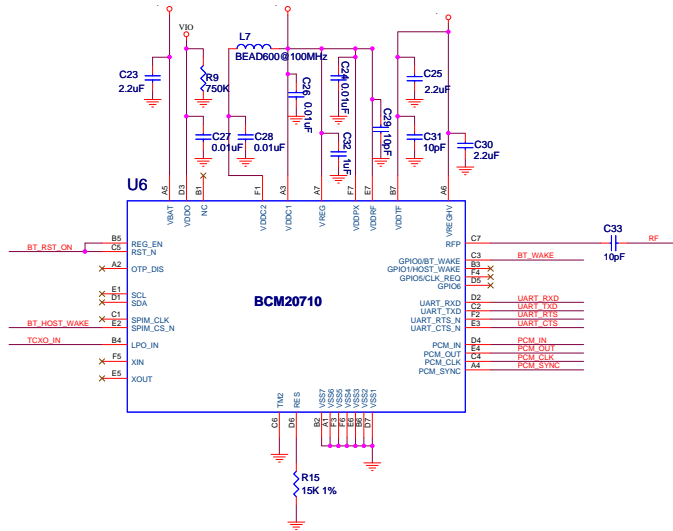 VIO
L7
BEAD600@100MHz
C23
2.2uF
R9
750K
C26
0.01uF
C24
0.01uF
C25
2.2uF
C27
0.01uF
C28
0.01uF
C32
1uF
C29
10pF
C31
10pF
C30
2.2uF
U6
A5
D3
B1
F1
A3
A7
F7
E7
B7
A6
VBAT
VDDO
NC
VDDC2
VDDC1
VREG
VDDPX
VDDRF
VDDTF
VREGHV
BT_RST_ON
B5
REG_EN
C5
RST_N
A2
OTP_DIS
E1
SCL
D1
SDA
C1
SPIM_CLK
BT_HOST_WAKE
E2
SPIM_CS_N
TCXO_IN
B4
LPO_IN
F5
XIN
E5
XOUT
BCM20710
RFP
C7
C33
10pF
RF
GPIO0/BT_WAKE
C3
BT_WAKE
GPIO1/HOST_WAKE
B3
GPIO5/CLK_REQ
F4
GPIO6
D5
UART_RXD
D2
UART_RXD
UART_TXD
C2
UART_TXD
UART_RTS_N
F2
UART_RTS
UART_CTS_N
E3
UART_CTS
PCM_IN
D4
PCM_IN
PCM_OUT
E4
PCM_OUT
PCM_CLK
C4
PCM_CLK
PCM_SYNC
A4
PCM_SYNC
TM2
RES
VSS7
VSS6
VSS5
VSS4
VSS3
VSS2
VSS1
C6
D6
B2
A1
F3
F6
E6
B6
D7
R15
15K 1%